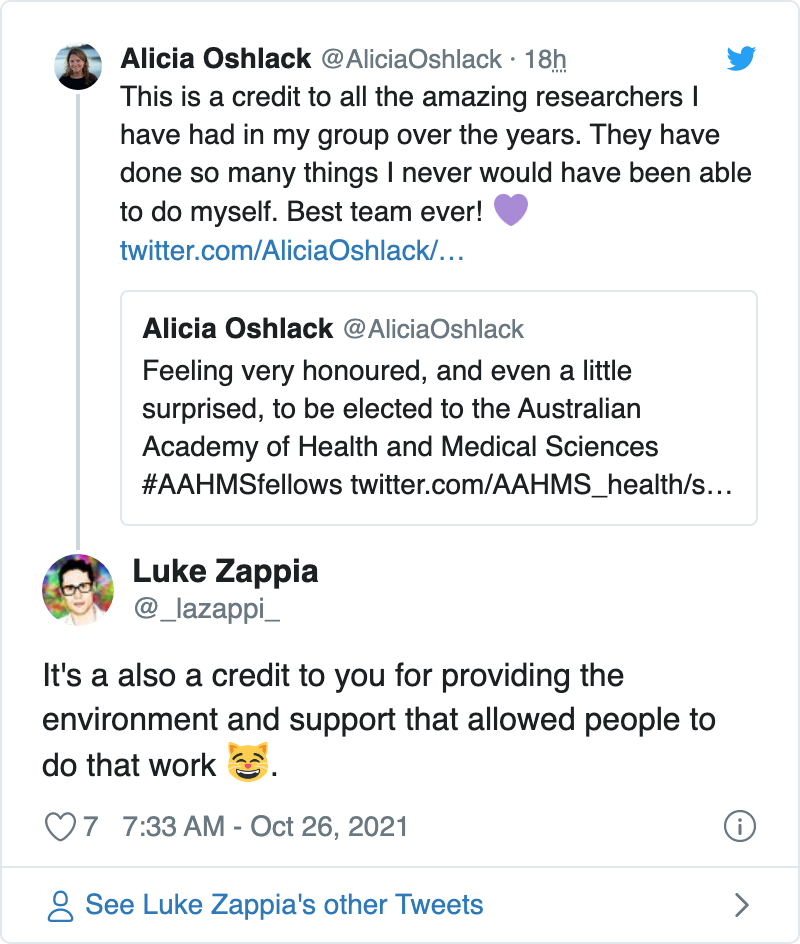 Alicia Oshlack @AliciaOshlack · 18h
This is a credit to all the amazing researchers I
have had in my group over the years. They have
done so many things I never would have been able
to do myself. Best team ever! 💜
twitter.com/AliciaOshlack/…
Alicia Oshlack @AliciaOshlack
Feeling very honoured, and even a little
surprised, to be elected to the Australian
Academy of Health and Medical Sciences
#AAHMSfellows twitter.com/AAHMS_health/s…
Luke Zappia
@_lazappi_
It's a also a credit to you for providing the
environment and support that allowed people to
do that work 😸.
7 7:33 AM - Oct 26, 2021
See Luke Zappia's other Tweets